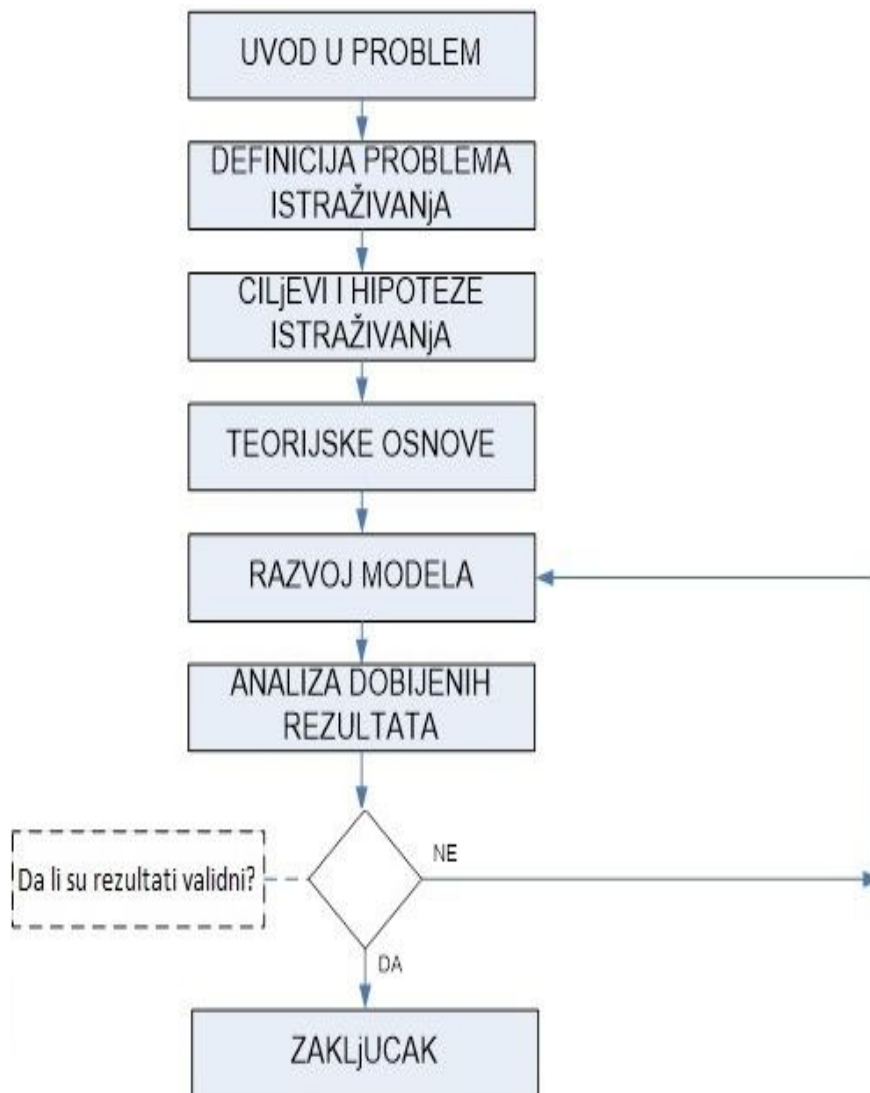 UVOD U PROBLEM
DEFINICIJA PROBLEMA
ISTRAŽIVANjA
CILjEVI I HIPOTEZE
ISTRAŽIVANjA
TEORIJSKE OSNOVE
RAZVOJ MODELA
ANALIZA DOBIJENIH
REZULTATA
Da li su rezultati validni?
NE
DA
ZAKLjUCAK